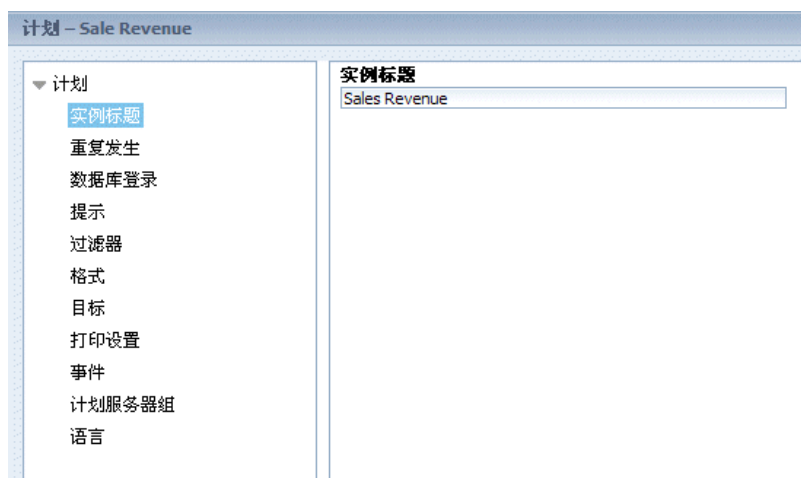 计划 – Sale Revenue
计划
实例标题
重复发生
数据库登录
提示
过滤器
格式
目标
打印设置
事件
计划服务器组
语言
实例标题
Sales Revenue